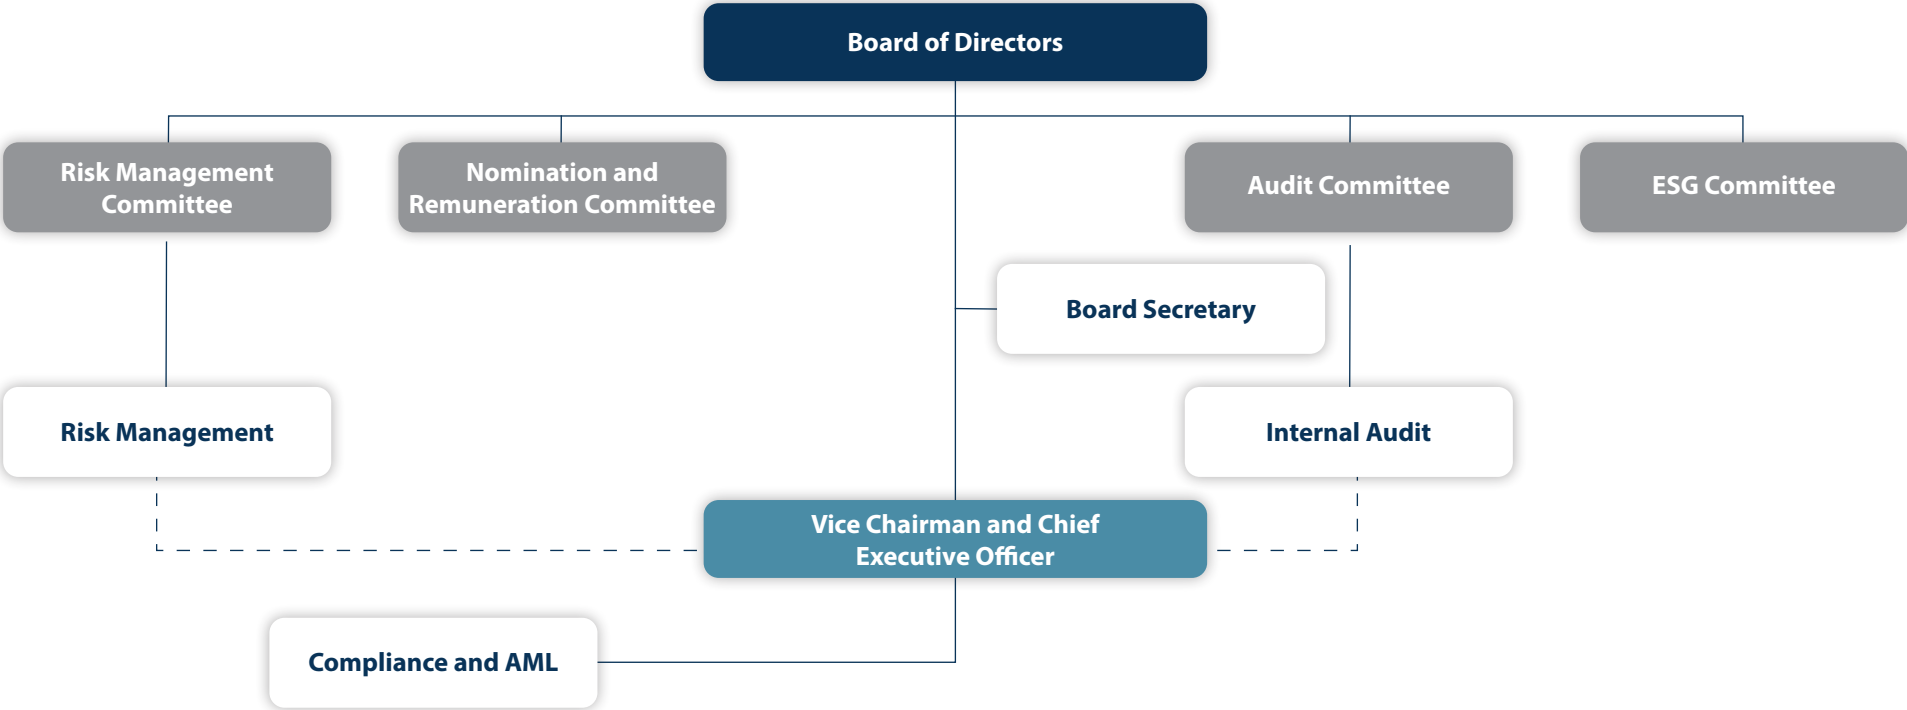 Board of Directors
Risk Management
Committee
Nomination and
Remuneration Committee
Audit Committee
ESG Committee
Board Secretary
Risk Management
Internal Audit
Vice Chairman and Chief
Executive Officer
Compliance and AML